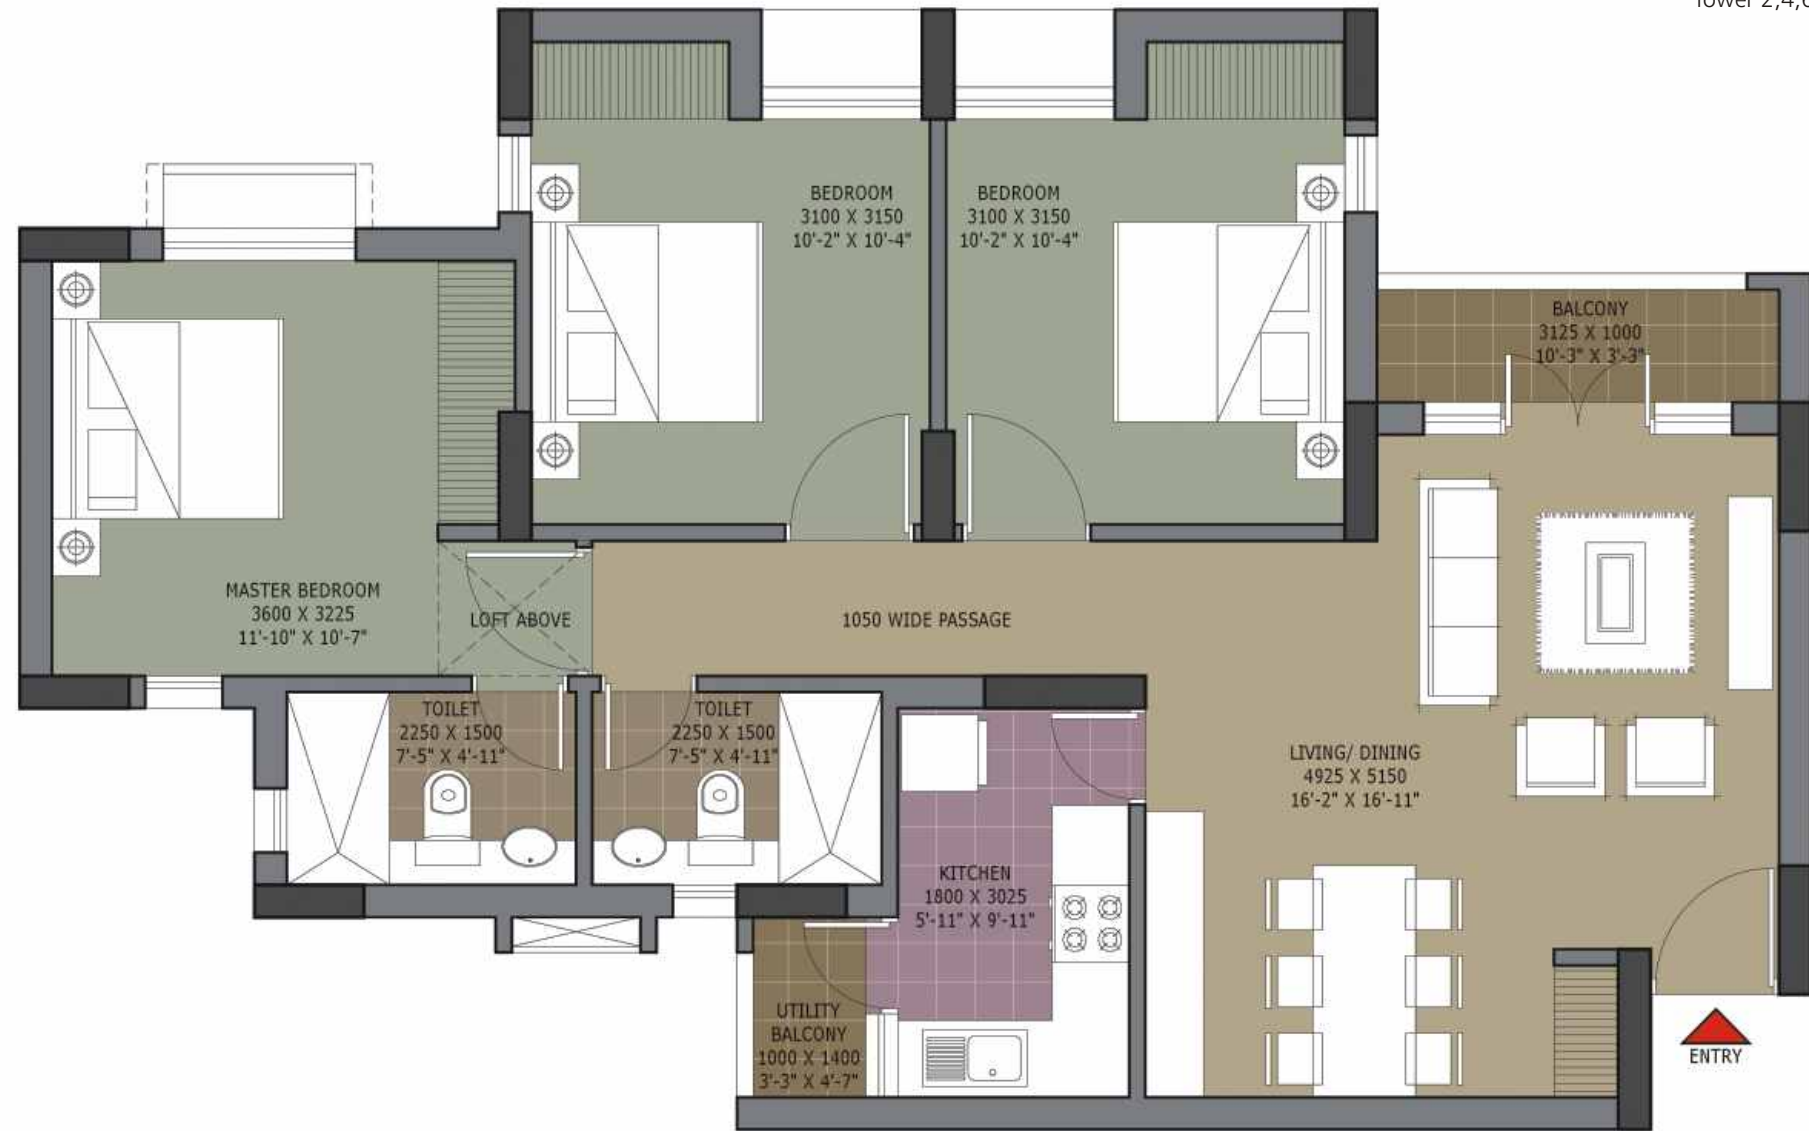 Tower 2,4,6
BEDROOM
3100 X 3150
10'-2" X 10'-4"
BEDROOM
3100 X 3150
10'-2" X 10'-4"
BALCONY
3125 X 1000
10'-3" X 3'-3"
MASTER BEDROOM
3600 X 3225
11'-10" X 10'-7"
LOFT ABOVE
1050 WIDE PASSAGE
TOILET
2250 X 1500
7'-5" X 4'-11"
TOILET
2250 X 1500
7'-5" X 4'-11"
LIVING/ DINING
4925 X 5150
16'-2" X 16'-11"
KITCHEN
1800 X 3025
5'-11" X 9'-11"
UTILITY
BALCONY
1000 X 1400
3'-3" X 4'-7"
ENTRY